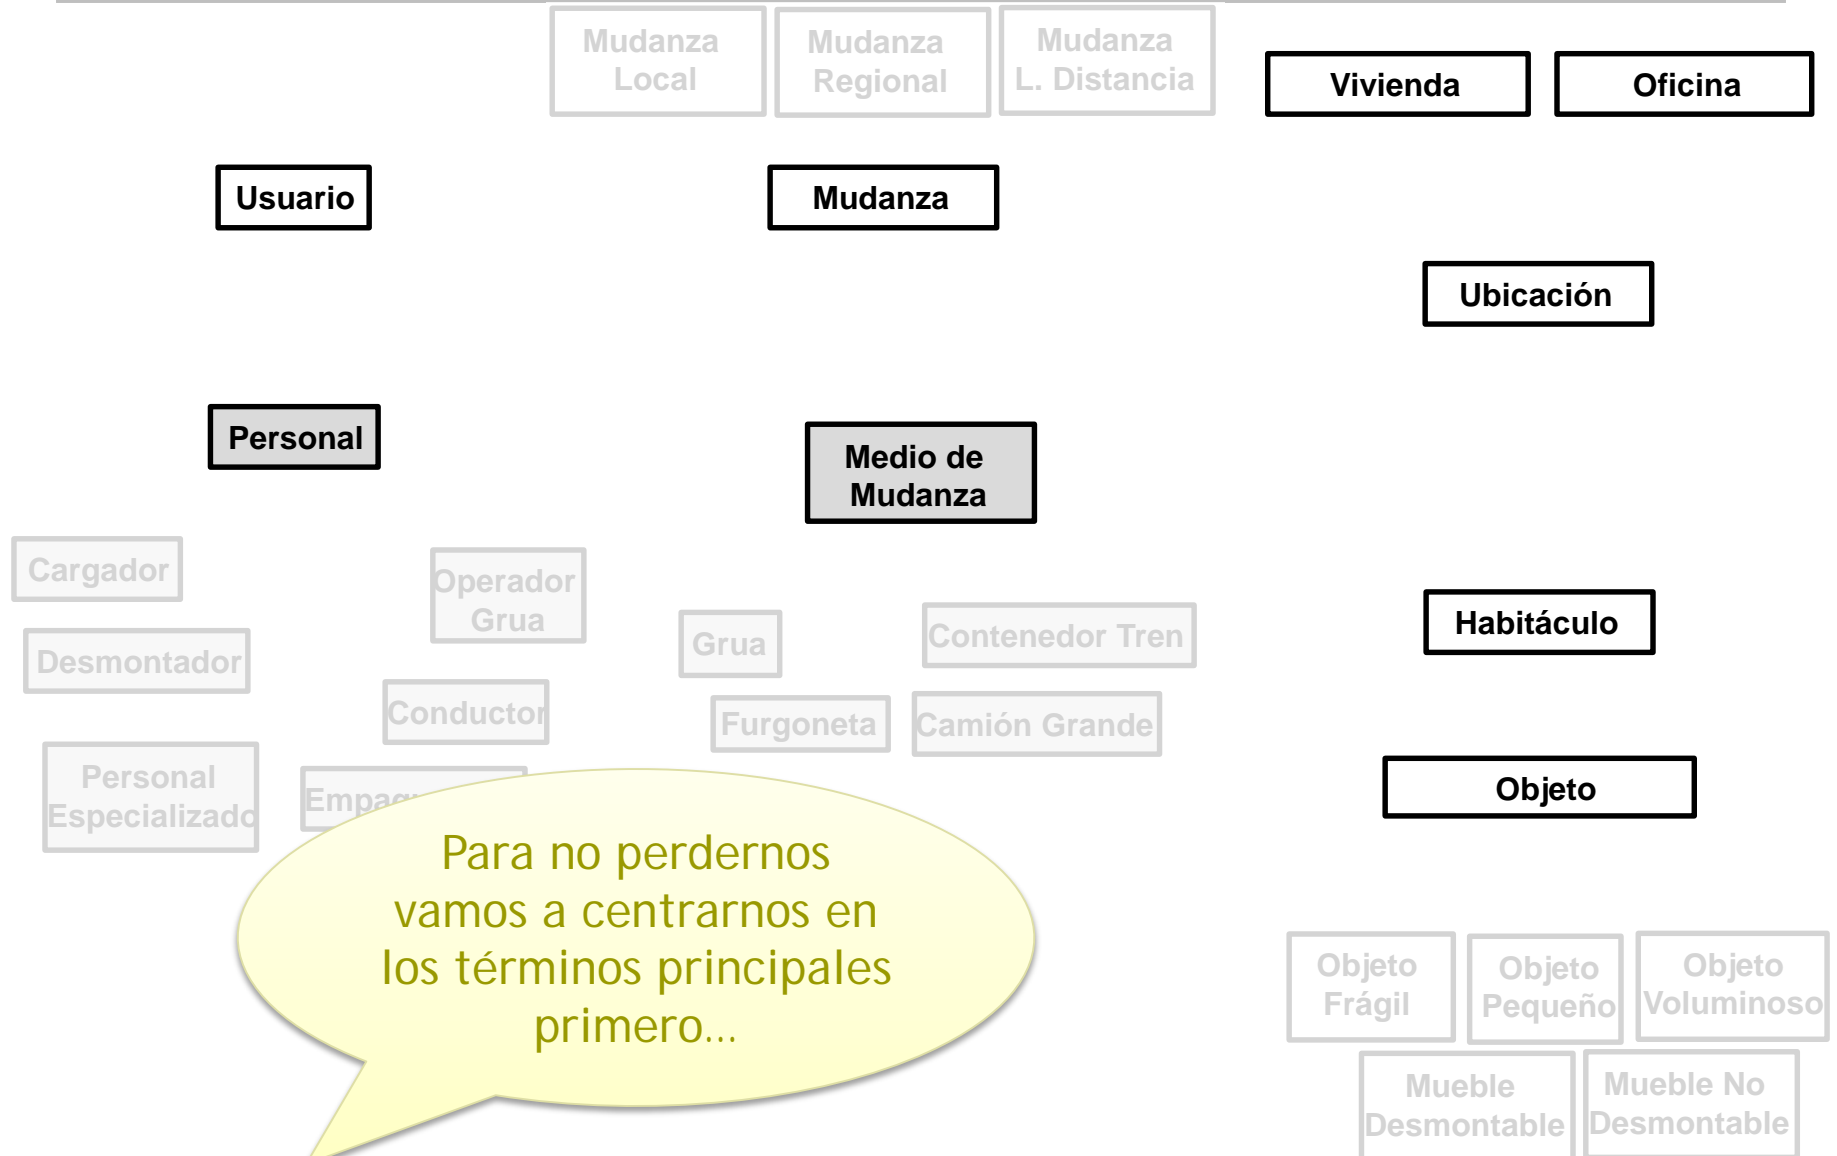 Mudanza
Local
Mudanza
Regional
Mudanza
L. Distancia
Vivienda
Oficina
Usuario
Mudanza
Ubicación
Personal
Medio de
Mudanza
Cargador
Operador
Grua
Desmontador
Grua
Contenedor Tren
Habitáculo
Conductor
Furgoneta
Camión Grande
Personal
Especializado
Objeto
Para no perdernos
vamos a centrarnos en
los términos principales
primero...
Objeto
Frágil
Objeto
Pequeño
Objeto
Voluminoso
Mueble
Desmontable
Mueble No
Desmontable